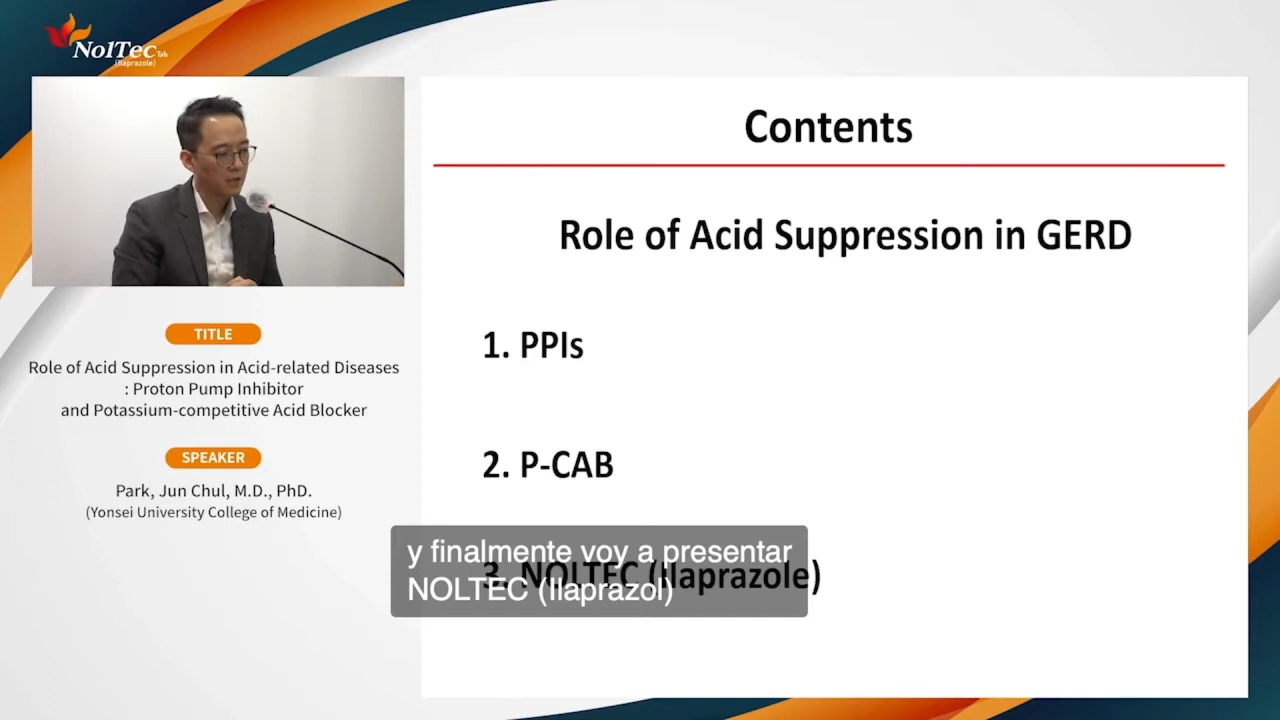 NolTec Tab
(Ilaprazole)
TITLE
Role of Acid Suppression in Acid-related Diseases
: Proton Pump Inhibitor
and Potassium-competitive Acid Blocker
SPEAKER
Park, Jun Chul, M.D., PhD.
(Yonsei University College of Medicine)
Contents
Role of Acid Suppression in GERD
1. PPIs
2. P-CAB
3. NOLTEC (Ilaprazole)
y finalmente voy a presentar
NOLTEC (Ilaprazol)